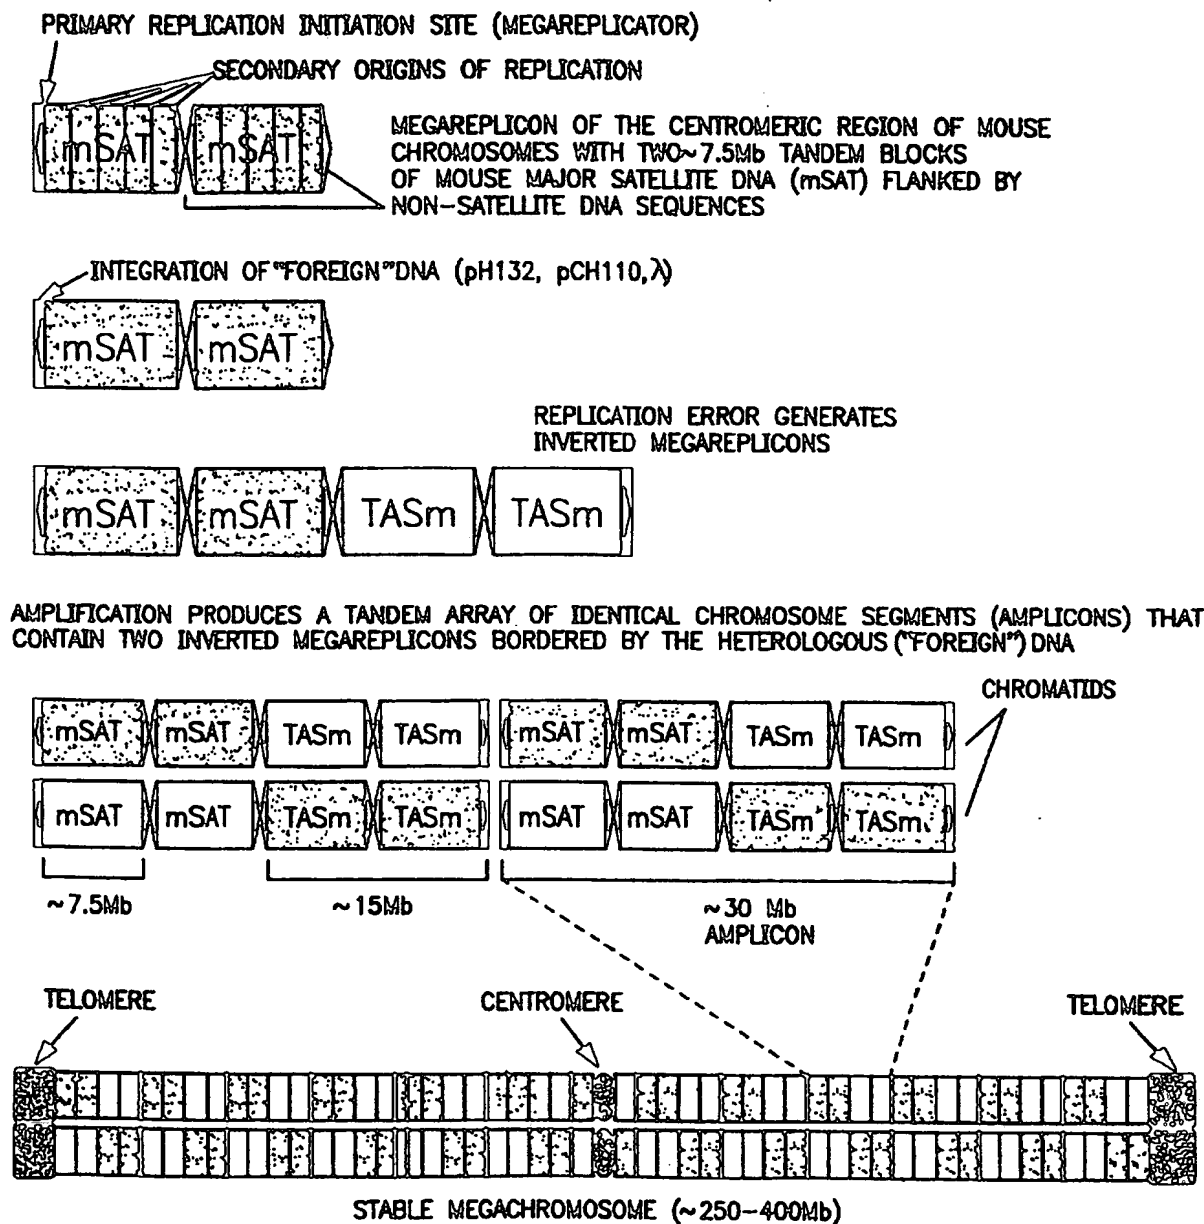 PRIMARY REPLICATION INITIATION SITE (MEGAREPLICATOR)
SECONDARY ORIGINS OF REPLICATION
mSAT mSAT
MEGAREPLICON OF THE CENTROMERIC REGION OF MOUSE
CHROMOSOMES WITH TWO~7.5Mb TANDEM BLOCKS
OF MOUSE MAJOR SATELLITE DNA (mSAT) FLANKED BY
NON-SATELLITE DNA SEQUENCES
INTEGRATION OF "FOREIGN" DNA (pH132, pCH110,λ)
mSAT mSAT
REPLICATION ERROR GENERATES
INVERTED MEGAREPLICONS
mSAT mSAT TASm TASm
AMPLIFICATION PRODUCES A TANDEM ARRAY OF IDENTICAL CHROMOSOME SEGMENTS (AMPLICONS) THAT
CONTAIN TWO INVERTED MEGAREPLICONS BORDERED BY THE HETEROLOGOUS ("FOREIGN") DNA
CHROMATIDS
mSAT mSAT TASm TASm mSAT mSAT TASm TASm
mSAT mSAT TASm TASm mSAT mSAT TASm TASm
~7.5Mb ~15Mb ~30 Mb
AMPLICON
TELOMERE CENTROMERE TELOMERE
STABLE MEGACHROMOSOME (~250-400Mb)